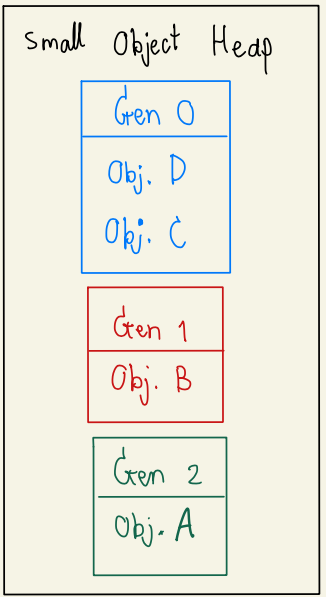 Small Object Heap
Gen 0
Obj. D
Obj. C
Gen 1
Obj. B
Gen 2
Obj. A